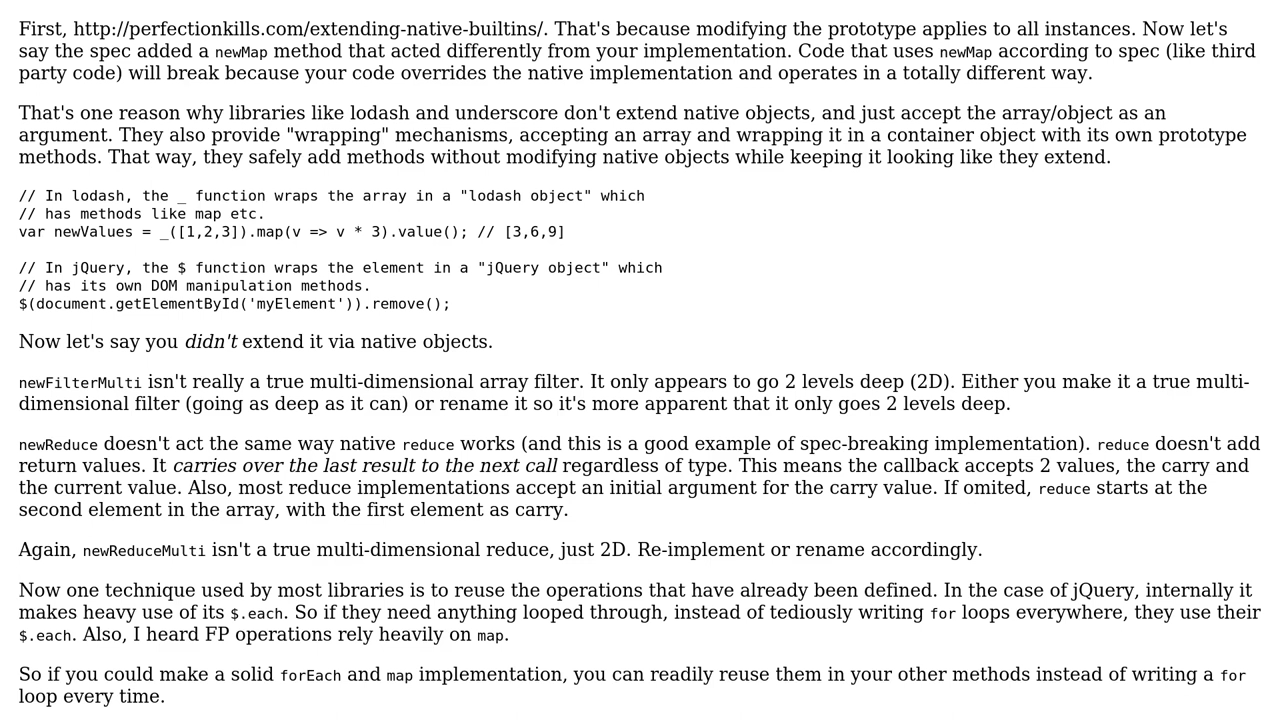 First, http://perfectionkills.com/extending-native-builtins/. That's because modifying the prototype applies to all instances. Now let's
say the spec added a newMap method that acted differently from your implementation. Code that uses newMap according to spec (like third
party code) will break because your code overrides the native implementation and operates in a totally different way.
That's one reason why libraries like lodash and underscore don't extend native objects, and just accept the array/object as an
argument. They also provide "wrapping" mechanisms, accepting an array and wrapping it in a container object with its own prototype
methods. That way, they safely add methods without modifying native objects while keeping it looking like they extend.
// In lodash, the _ function wraps the array in a "lodash object" which
// has methods like map etc.
var newValues = _([1,2,3]).map(v => v * 3).value(); // [3,6,9]
// In jQuery, the $ function wraps the element in a "jQuery object" which
// has its own DOM manipulation methods.
$(document.getElementById('myElement')).remove();
Now let's say you didn't extend it via native objects.
newFilterMulti isn't really a true multi-dimensional array filter. It only appears to go 2 levels deep (2D). Either you make it a true multi-
dimensional filter (going as deep as it can) or rename it so it's more apparent that it only goes 2 levels deep.
newReduce doesn't act the same way native reduce works (and this is a good example of spec-breaking implementation). reduce doesn't add
return values. It carries over the last result to the next call regardless of type. This means the callback accepts 2 values, the carry and
the current value. Also, most reduce implementations accept an initial argument for the carry value. If omited, reduce starts at the
second element in the array, with the first element as carry.
Again, newReduceMulti isn't a true multi-dimensional reduce, just 2D. Re-implement or rename accordingly.
Now one technique used by most libraries is to reuse the operations that have already been defined. In the case of jQuery, internally it
makes heavy use of its $.each. So if they need anything looped through, instead of tediously writing for loops everywhere, they use their
$.each. Also, I heard FP operations rely heavily on map.
So if you could make a solid forEach and map implementation, you can readily reuse them in your other methods instead of writing a for
loop every time.